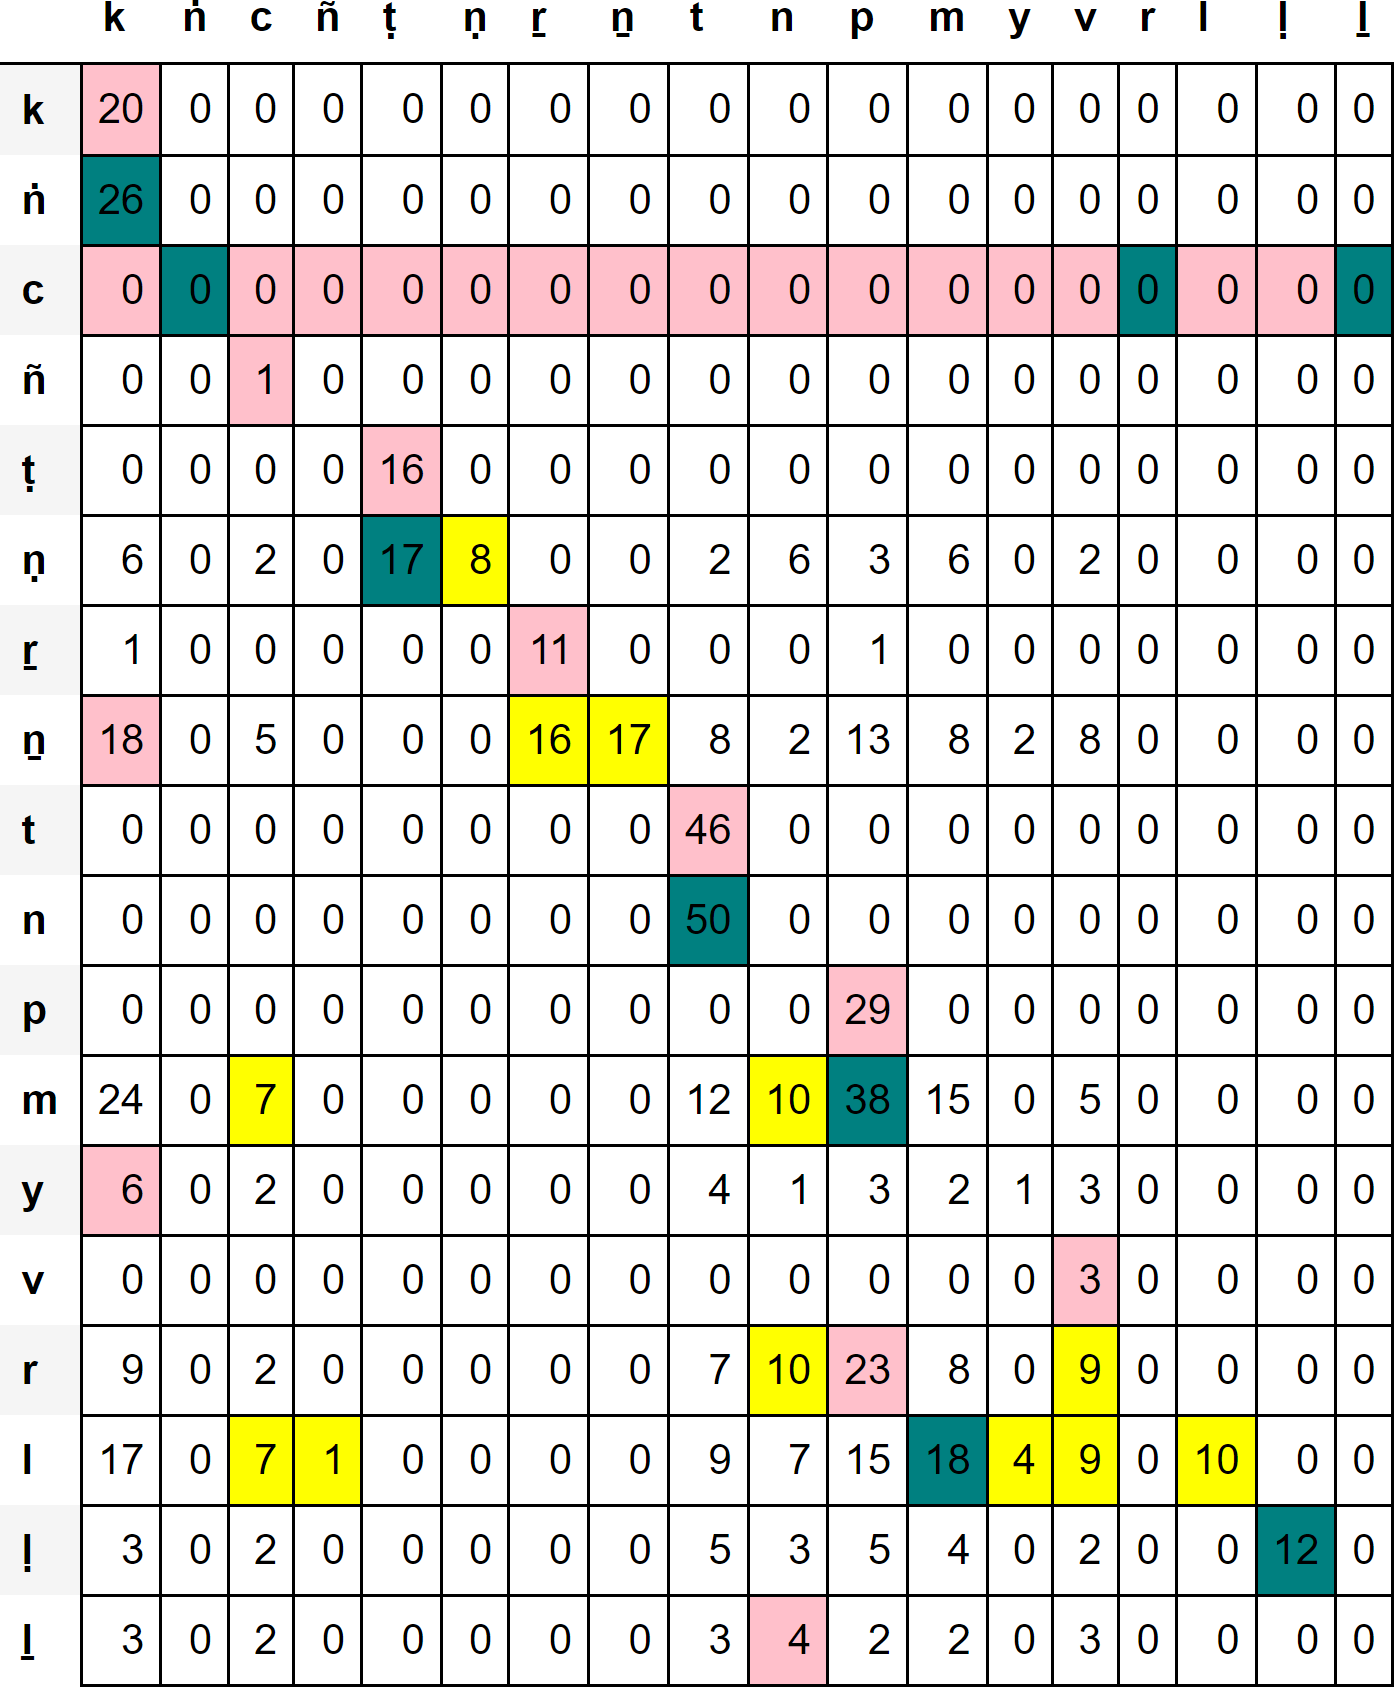 k ṅ c ñ ṭ ṇ ṟ ṉ t n p m y v r l ḷ ḻ
k 20 0 0 0 0 0 0 0 0 0 0 0 0 0 0 0 0 0
ṅ 26 0 0 0 0 0 0 0 0 0 0 0 0 0 0 0 0 0
c 0 0 0 0 0 0 0 0 0 0 0 0 0 0 0 0 0 0
ñ 0 0 1 0 0 0 0 0 0 0 0 0 0 0 0 0 0 0
ṭ 0 0 0 0 16 0 0 0 0 0 0 0 0 0 0 0 0 0
ṇ 6 0 2 0 17 8 0 0 2 6 3 6 0 2 0 0 0 0
ṟ 1 0 0 0 0 0 11 0 0 0 1 0 0 0 0 0 0 0
ṉ 18 0 5 0 0 0 16 17 8 2 13 8 2 8 0 0 0 0
t 0 0 0 0 0 0 0 0 46 0 0 0 0 0 0 0 0 0
n 0 0 0 0 0 0 0 0 50 0 0 0 0 0 0 0 0 0
p 0 0 0 0 0 0 0 0 0 0 29 0 0 0 0 0 0 0
m 24 0 7 0 0 0 0 0 12 10 38 15 0 5 0 0 0 0
y 6 0 2 0 0 0 0 0 4 1 3 2 1 3 0 0 0 0
v 0 0 0 0 0 0 0 0 0 0 0 0 0 3 0 0 0 0
r 9 0 2 0 0 0 0 0 7 10 23 8 0 9 0 0 0 0
l 17 0 7 1 0 0 0 0 9 7 15 18 4 9 0 10 0 0
ḷ 3 0 2 0 0 0 0 0 5 3 5 4 0 2 0 0 12 0
ḻ 3 0 2 0 0 0 0 0 3 4 2 2 0 3 0 0 0 0